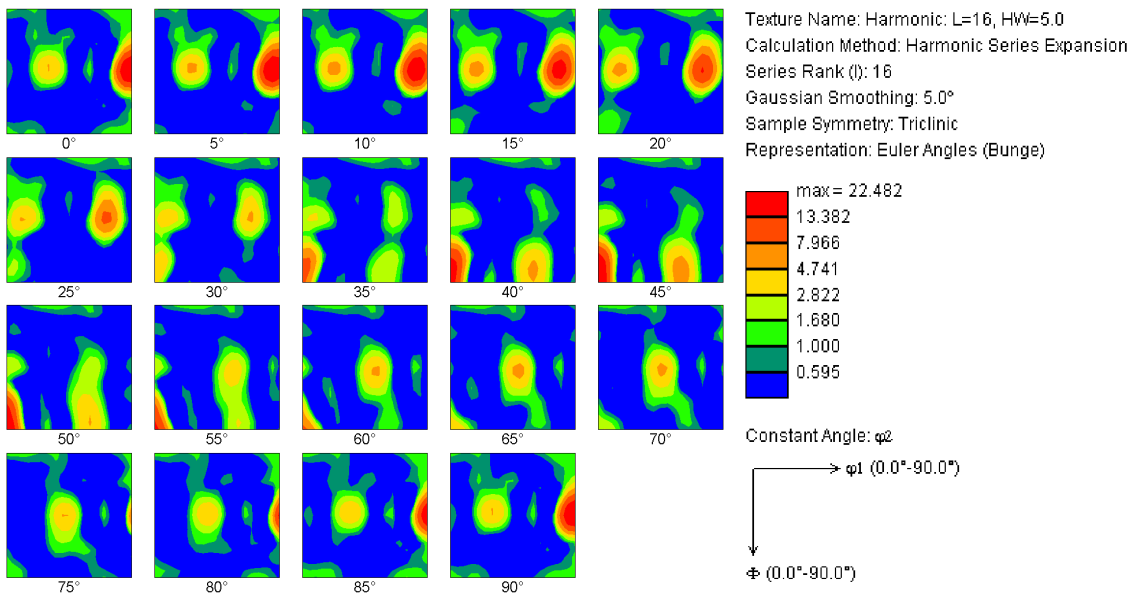 Texture Name: Harmonic: L=16, HW=5.0
Calculation Method: Harmonic Series Expansion
Series Rank (l): 16
Gaussian Smoothing: 5.0°
Sample Symmetry: Triclinic
Representation: Euler Angles (Bunge)
0° 5° 10° 15° 20°
25° 30° 35° 40° 45°
50° 55° 60° 65° 70°
75° 80° 85° 90°
max = 22.482
13.382
7.966
4.741
2.822
1.680
1.000
0.595
Constant Angle: φ2
φ1 (0.0°-90.0°)
Φ (0.0°-90.0°)